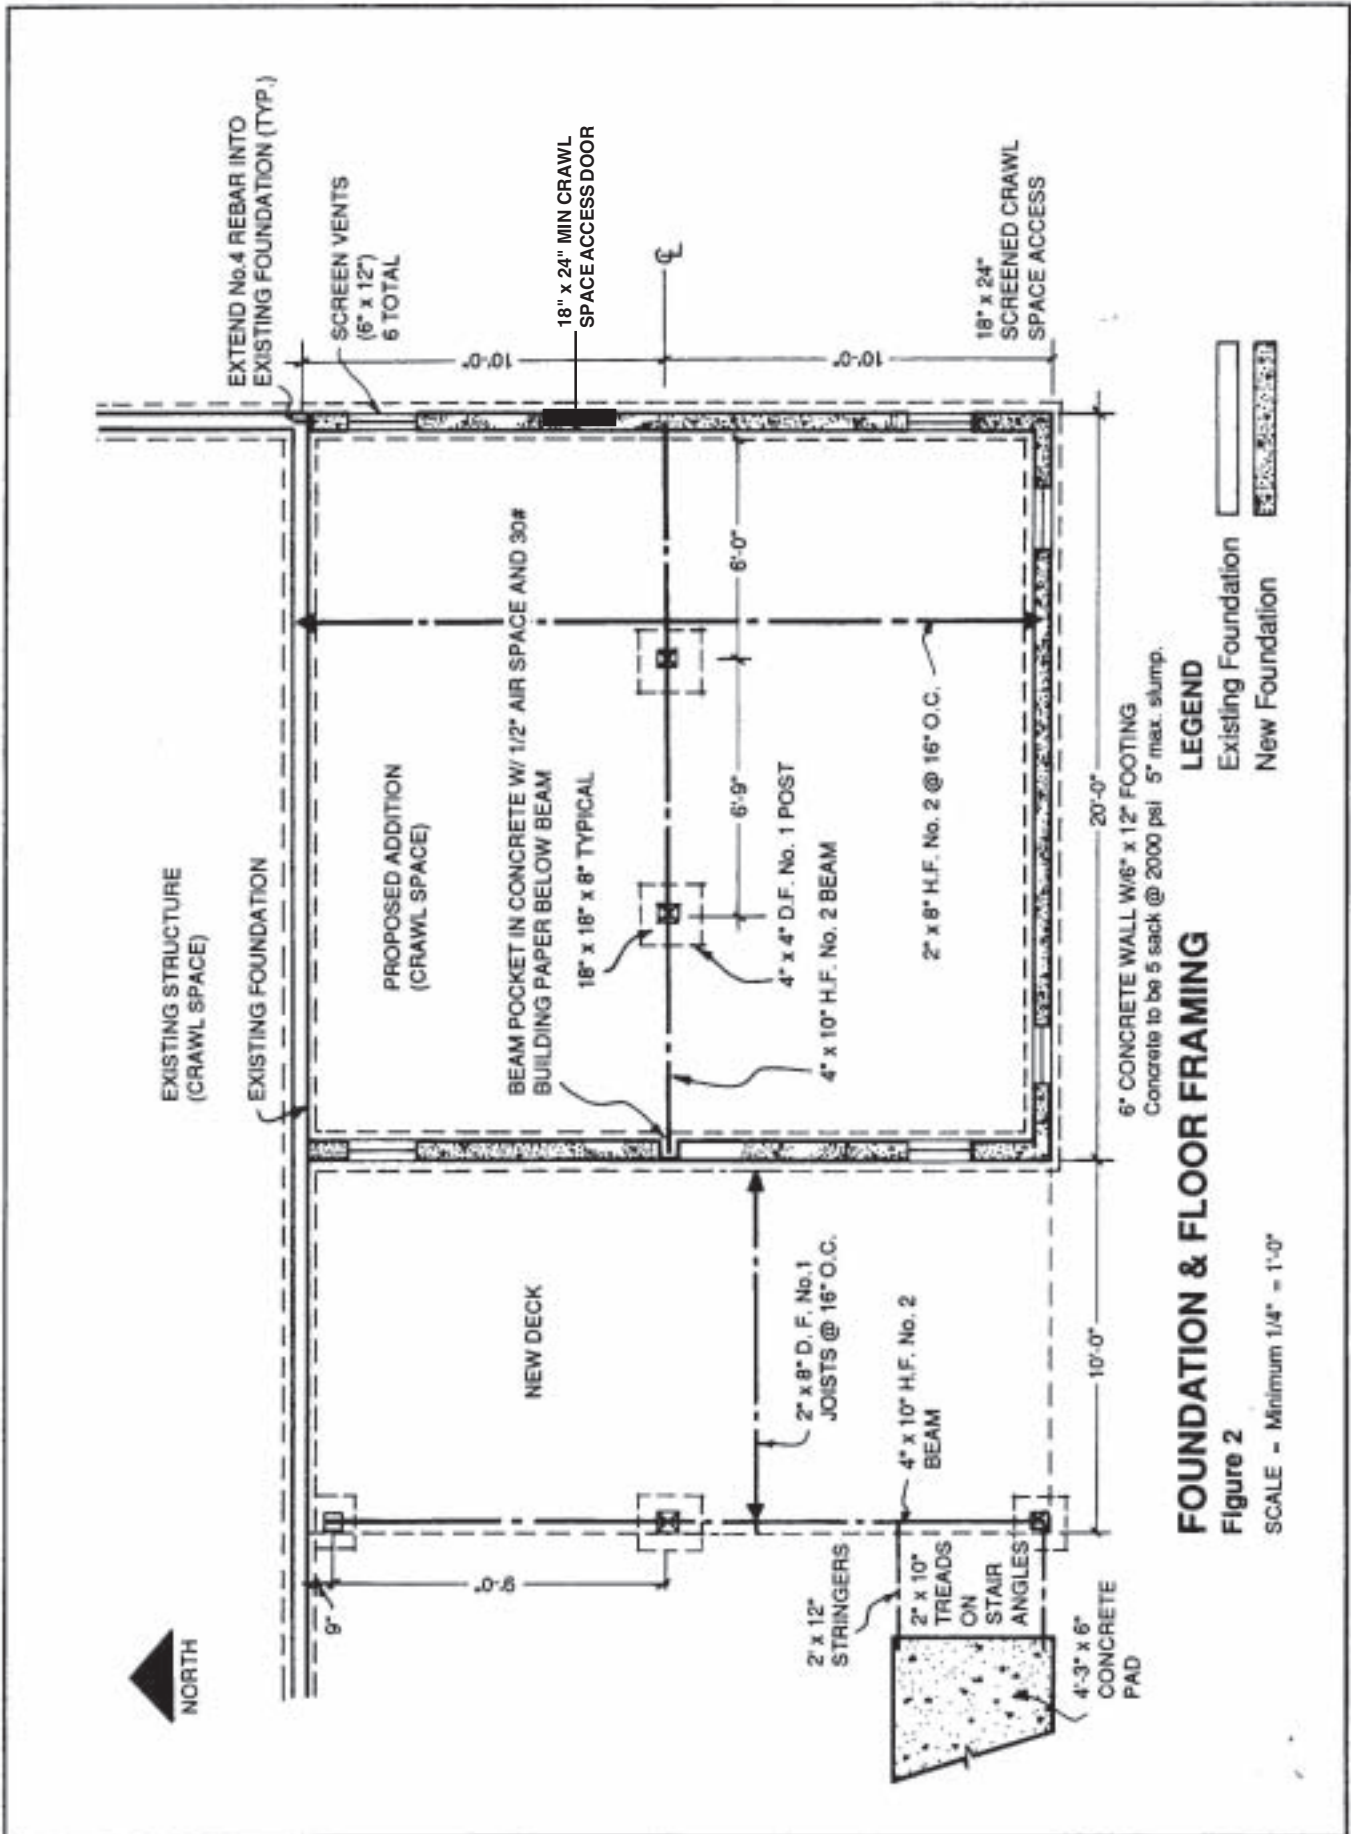 EXTEND No.4 REBAR INTO
EXISTING FOUNDATION (TYP.)
SCREEN VENTS
(6" x 12")
6 TOTAL
18" x 24" MIN CRAWL
SPACE ACCESS DOOR
10'-0"
℄
10'-0"
18" x 24"
SCREENED CRAWL
SPACE ACCESS
EXISTING STRUCTURE
(CRAWL SPACE)
EXISTING FOUNDATION
PROPOSED ADDITION
(CRAWL SPACE)
BEAM POCKET IN CONCRETE W/ 1/2" AIR SPACE AND 30#
BUILDING PAPER BELOW BEAM
18" x 18" x 8" TYPICAL
6'-0"
6'-9"
4" x 4" D.F. No. 1 POST
4" x 10" H.F. No. 2 BEAM
2" x 8" H.F. No. 2 @ 16" O.C.
NEW DECK
2" x 8" D. F. No.1
JOISTS @ 16" O.C.
4" x 10" H.F. No. 2
BEAM
NORTH
9"
9'-0"
2' x 12"
STRINGERS
2" x 10"
TREADS
ON
STAIR
ANGLES
4'-3" x 6"
CONCRETE
PAD
10'-0"
20'-0"
6" CONCRETE WALL W/6" x 12" FOOTING
Concrete to be 5 sack @ 2000 psi 5" max. slump.
FOUNDATION & FLOOR FRAMING
Figure 2
SCALE - Minimum 1/4" = 1'-0"
LEGEND
Existing Foundation
New Foundation